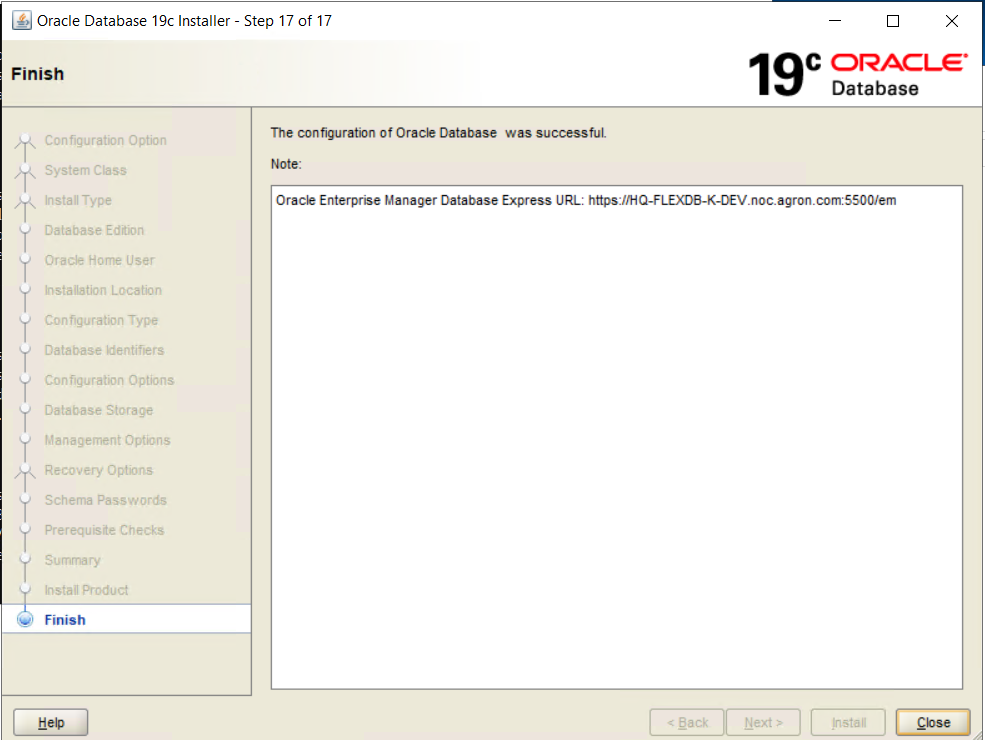 Oracle Database 19c Installer - Step 17 of 17
Finish
19c ORACLE
Database
Configuration Option
System Class
Install Type
Database Edition
Oracle Home User
Installation Location
Configuration Type
Database Identifiers
Configuration Options
Database Storage
Management Options
Recovery Options
Schema Passwords
Prerequisite Checks
Summary
Install Product
Finish
The configuration of Oracle Database was successful.
Note:
Oracle Enterprise Manager Database Express URL: https://HQ-FLEXDB-K-DEV.noc.agron.com:5500/em
Help
< Back
Next >
Install
Close